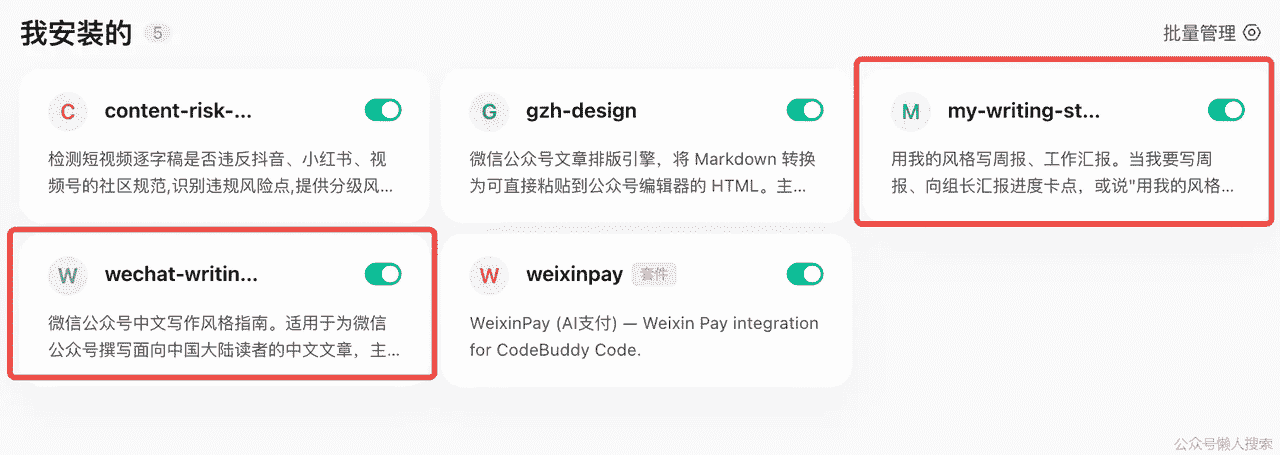 我安装的 5
批量管理
C content-risk-...
检测短视频逐字稿是否违反抖音、小红书、视
频号的社区规范,识别违规风险点,提供分级风...
G gzh-design
微信公众号文章排版引擎，将 Markdown 转换
为可直接粘贴到公众号编辑器的 HTML。主...
M my-writing-st...
用我的风格写周报、工作汇报。当我要写周
报、向组长汇报进度卡点，或说"用我的风格...
W wechat-writin...
微信公众号中文写作风格指南。适用于为微信
公众号撰写面向中国大陆读者的中文文章，主...
W weixinpay 套件
WeixinPay (AI支付) — Weixin Pay integration
for CodeBuddy Code.
公众号懒人搜索